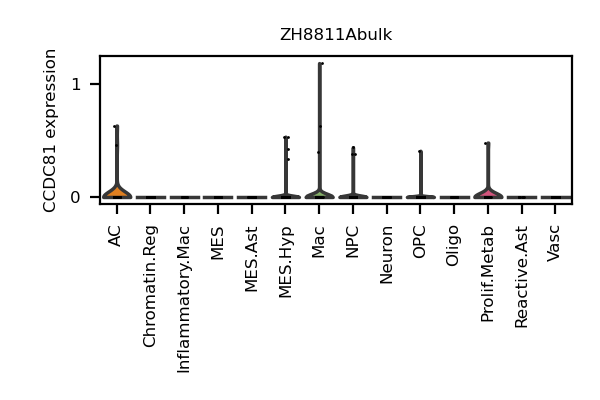 ZH8811Abulk
CCDC81 expression
1
0
AC
Chromatin.Reg
Inflammatory.Mac
MES
MES.Ast
MES.Hyp
Mac
NPC
Neuron
OPC
Oligo
Prolif.Metab
Reactive.Ast
Vasc